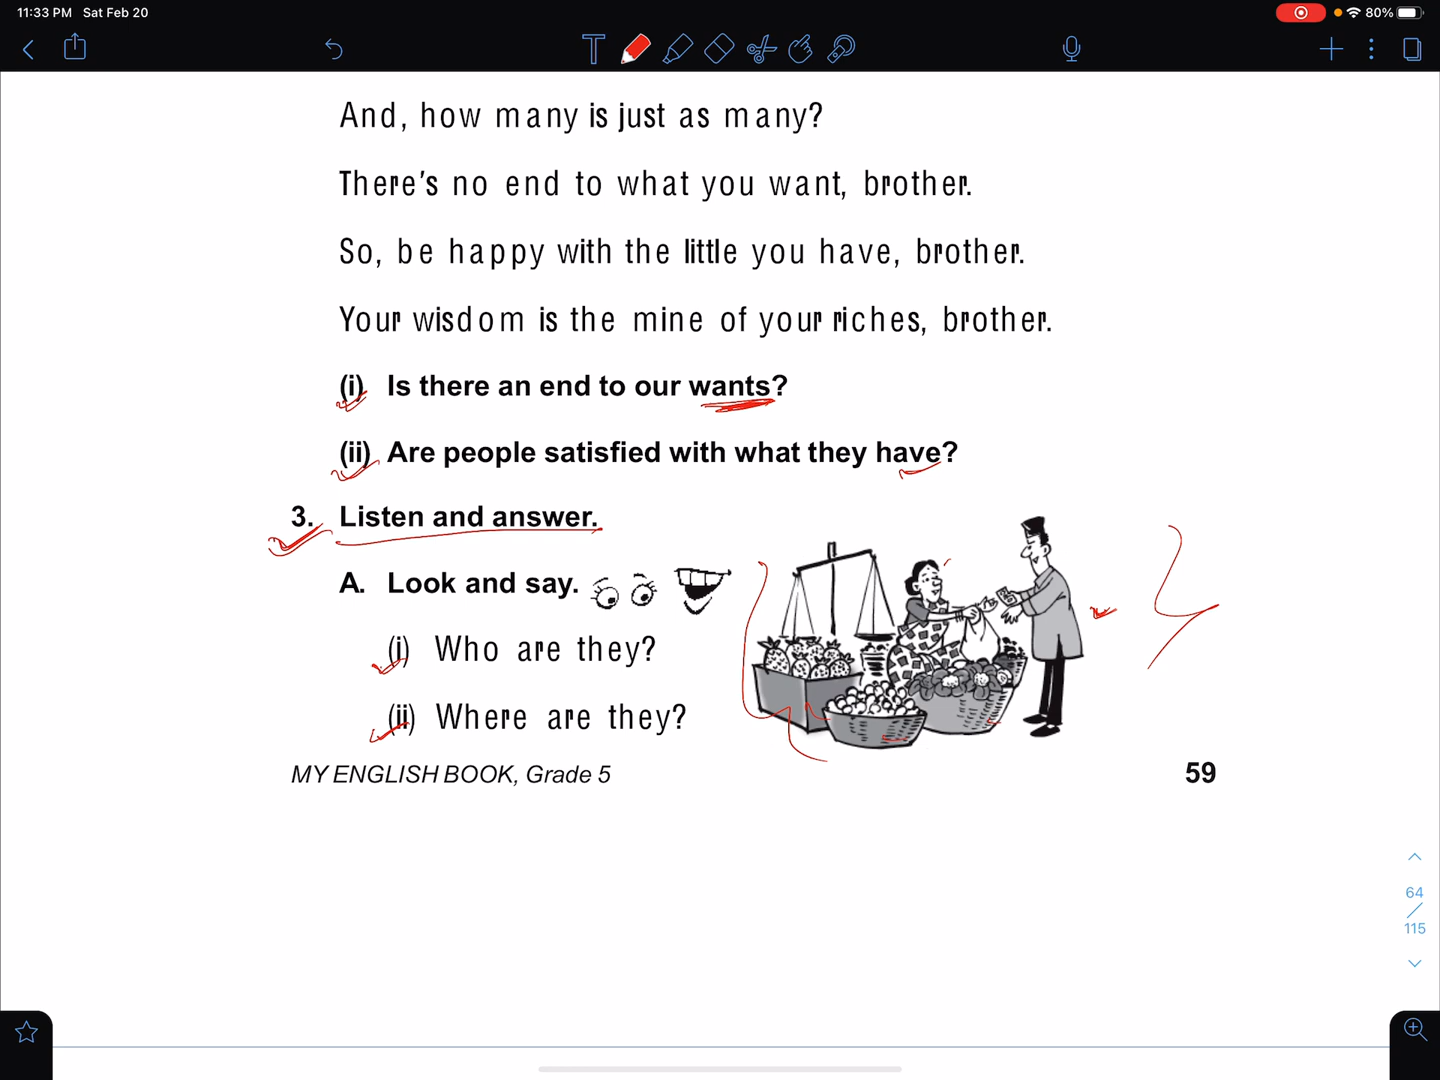 11:33 PM Sat Feb 20
80%
And, how many is just as many?
There's no end to what you want, brother.
So, be happy with the little you have, brother.
Your wisdom is the mine of your riches, brother.
(i) Is there an end to our wants?
(ii) Are people satisfied with what they have?
3. Listen and answer.
A. Look and say.
(i) Who are they?
(ii) Where are they?
MY ENGLISH BOOK, Grade 5
59
64
/
115